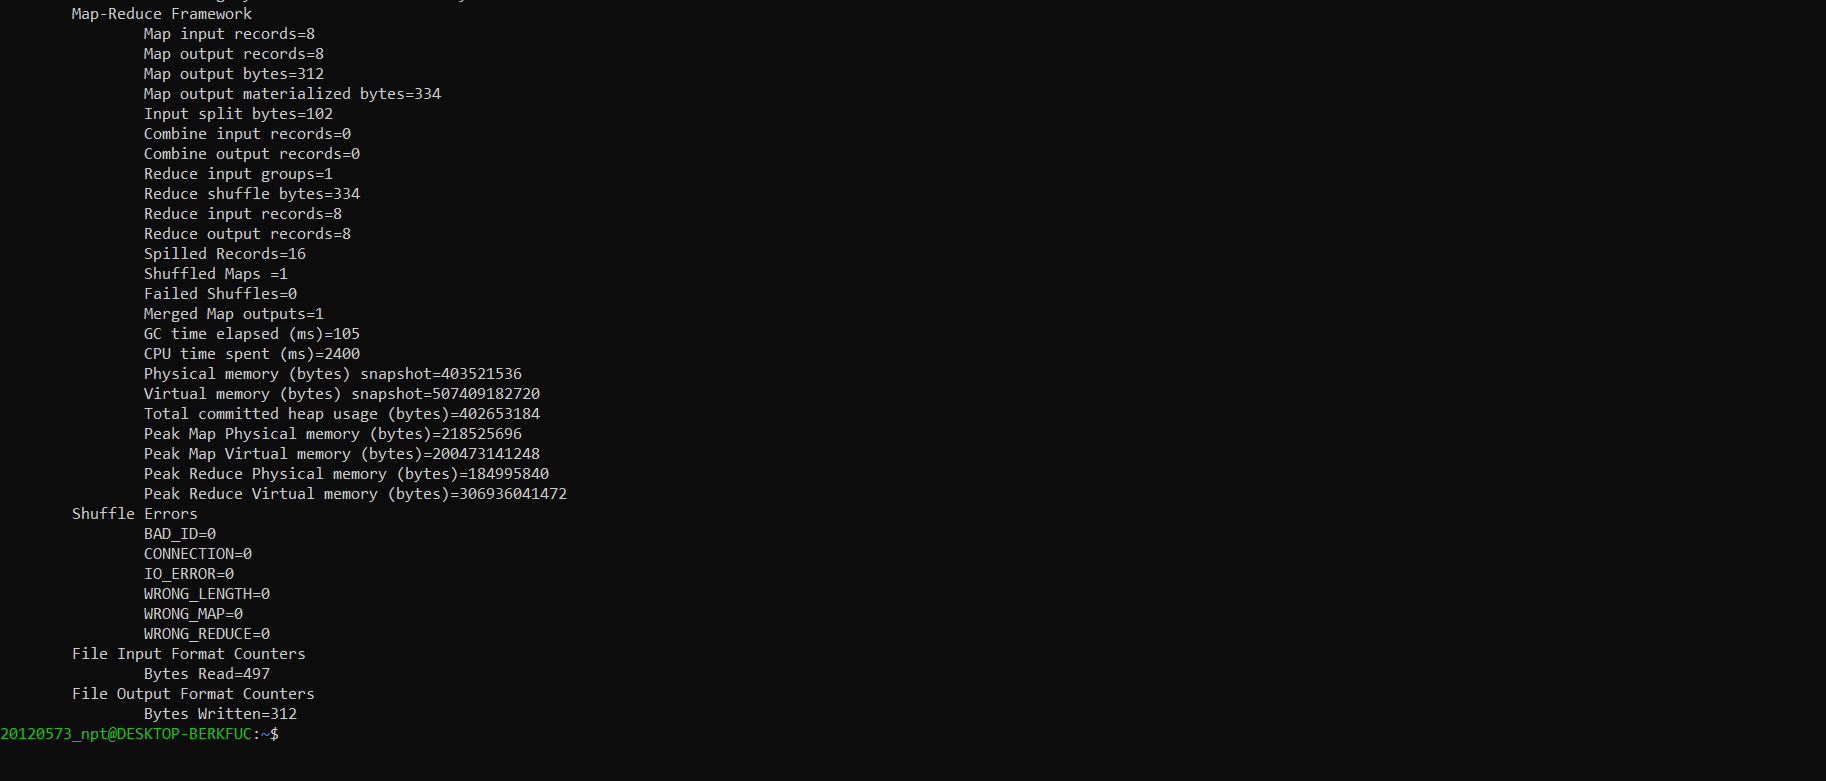 Map-Reduce Framework
Map input records=8
Map output records=8
Map output bytes=312
Map output materialized bytes=334
Input split bytes=102
Combine input records=0
Combine output records=0
Reduce input groups=1
Reduce shuffle bytes=334
Reduce input records=8
Reduce output records=8
Spilled Records=16
Shuffled Maps =1
Failed Shuffles=0
Merged Map outputs=1
GC time elapsed (ms)=105
CPU time spent (ms)=2400
Physical memory (bytes) snapshot=403521536
Virtual memory (bytes) snapshot=507409182720
Total committed heap usage (bytes)=402653184
Peak Map Physical memory (bytes)=218525696
Peak Map Virtual memory (bytes)=200473141248
Peak Reduce Physical memory (bytes)=184995840
Peak Reduce Virtual memory (bytes)=306936041472
Shuffle Errors
BAD_ID=0
CONNECTION=0
IO_ERROR=0
WRONG_LENGTH=0
WRONG_MAP=0
WRONG_REDUCE=0
File Input Format Counters
Bytes Read=497
File Output Format Counters
Bytes Written=312
20120573_npt@DESKTOP-BERKFUC:~$